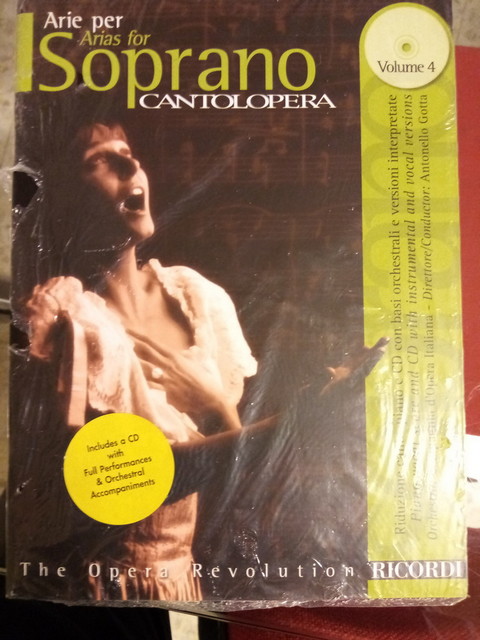 Arie per
Arias for
Soprano
CANTOLOPERA
Volume 4
Riduzione piano e CD con basi orchestrali e versioni interpretate
and CD with instrumental and vocal versions
d'Opera Italiana - Direttore/Conductor: Antonello Gotta
Includes a CD
with
Full Performances
& Orchestral
Accompaniments
The Opera Revolution
RICORDI